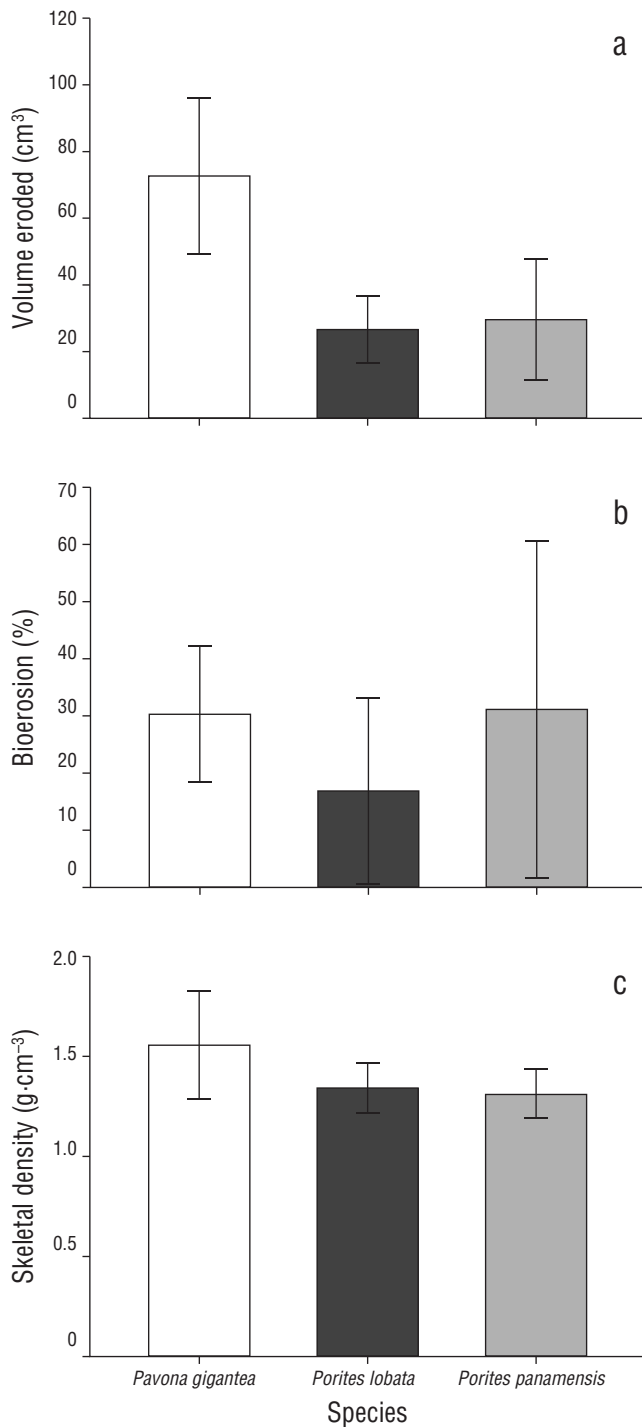 a
Volume eroded (cm³)
120
100
80
60
40
20
0
b
Bioerosion (%)
70
60
50
40
30
20
10
0
c
Skeletal density (g·cm⁻³)
2.0
1.5
1.0
0.5
0
Pavona gigantea Porites lobata Porites panamensis
Species